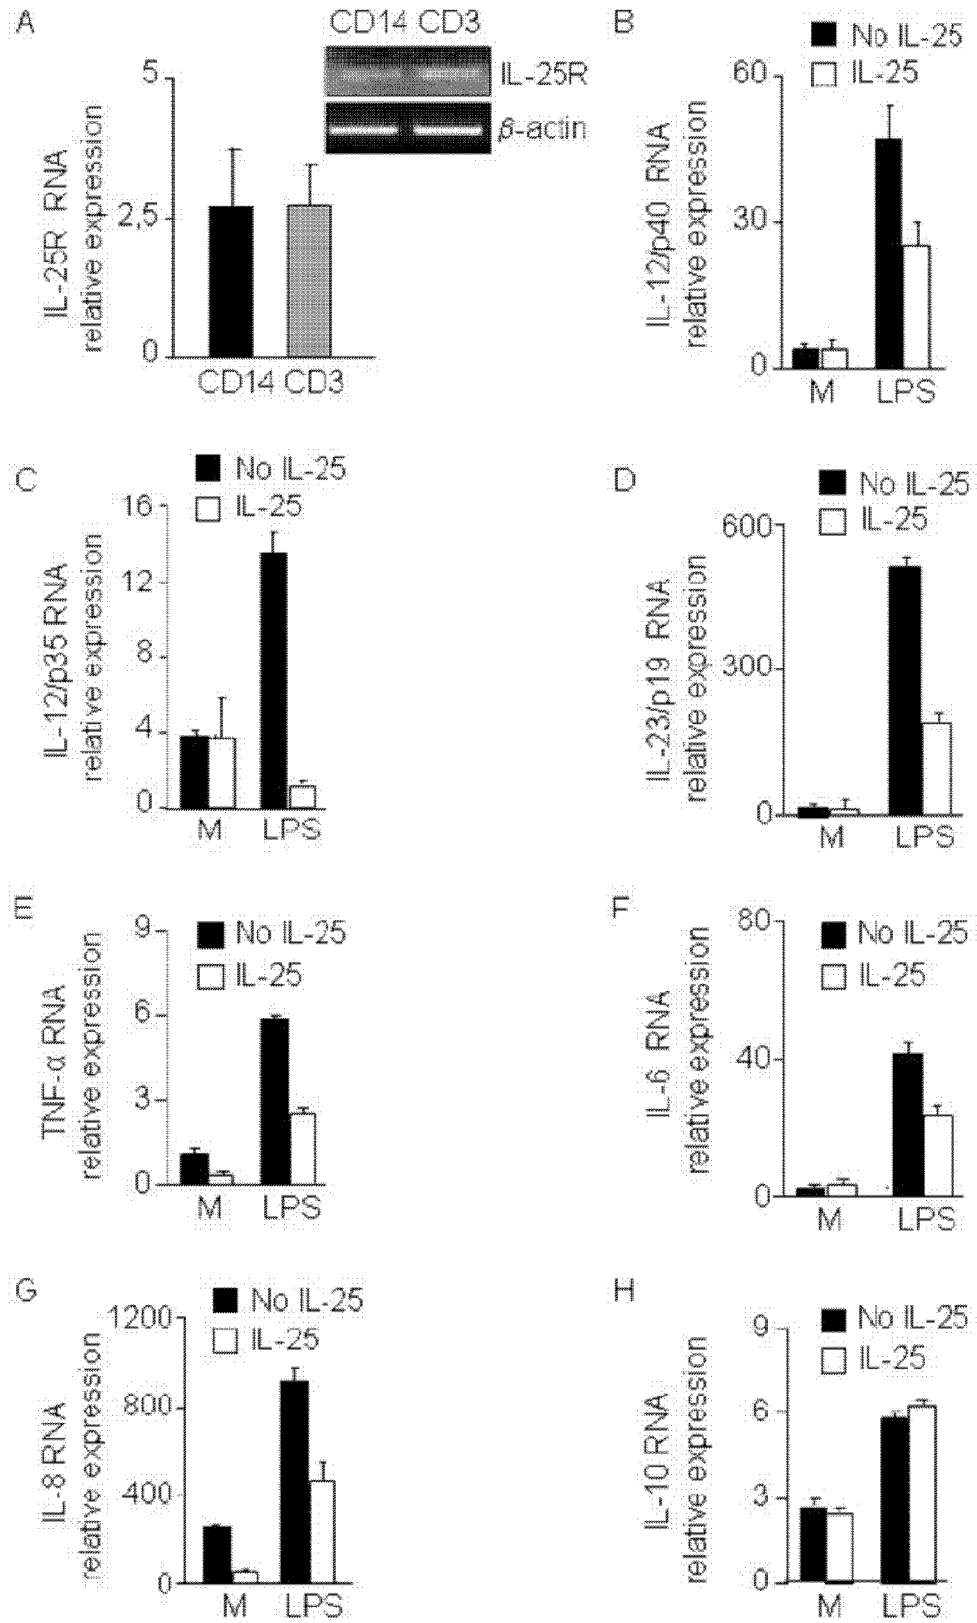 A
CD14 CD3
IL-25R
β-actin
IL-25R RNA
relative expression
5
2,5
0
CD14 CD3
B
No IL-25
IL-25
IL-12/p40 RNA
relative expression
60
30
0
M LPS
C
No IL-25
IL-25
IL-12/p35 RNA
relative expression
16
12
8
4
0
M LPS
D
No IL-25
IL-25
IL-23/p19 RNA
relative expression
600
300
0
M LPS
E
No IL-25
IL-25
TNF-α RNA
relative expression
9
6
3
0
M LPS
F
No IL-25
IL-25
IL-6 RNA
relative expression
80
40
0
M LPS
G
No IL-25
IL-25
IL-8 RNA
relative expression
1200
800
400
0
M LPS
H
No IL-25
IL-25
IL-10 RNA
relative expression
9
6
3
0
M LPS